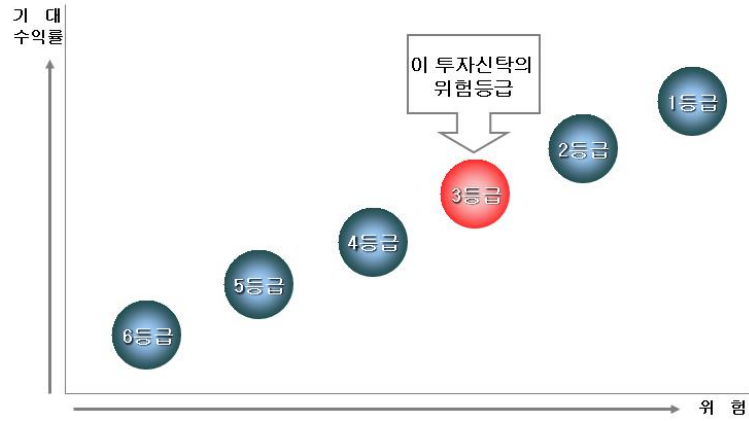 기 대
수익률
이 투자신탁의
위험등급
1등급
2등급
3등급
4등급
5등급
6등급
위 험